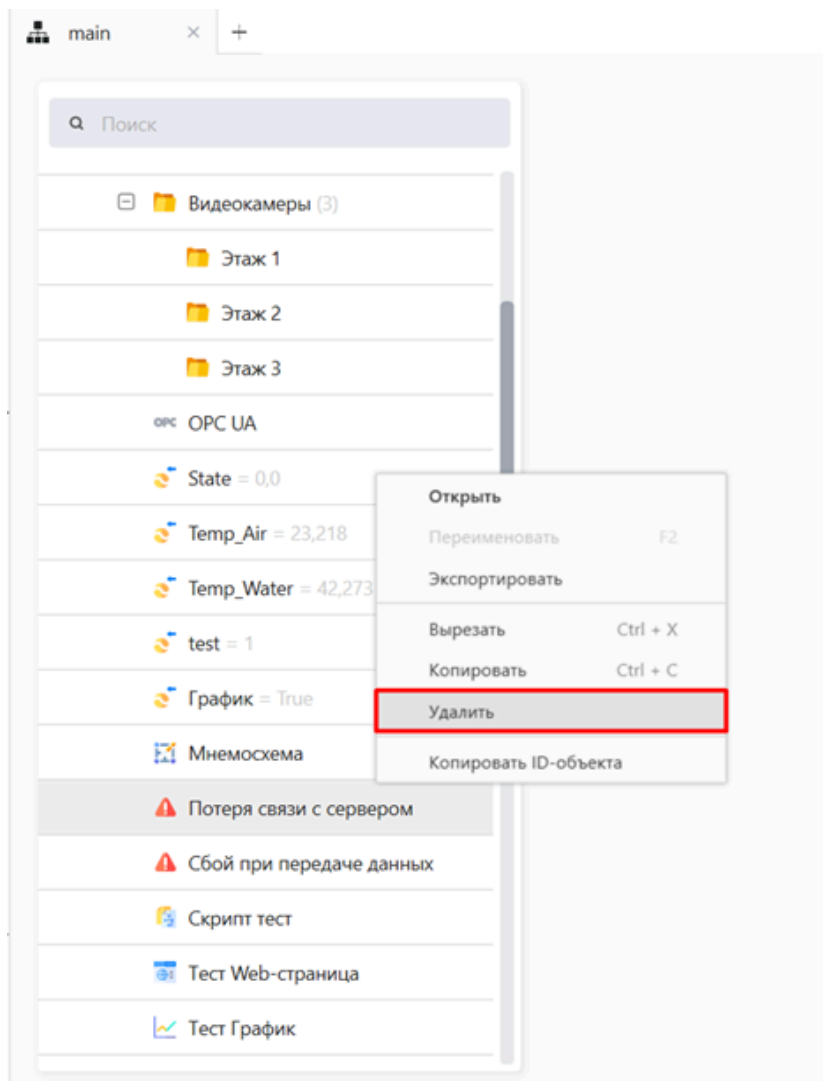 main × +
Поиск
Видеокамеры (3)
Этаж 1
Этаж 2
Этаж 3
OPC OPC UA
State = 0,0
Temp_Air = 23,218
Temp_Water = 42,273
test = 1
График = True
Мнемосхема
Потеря связи с сервером
Сбой при передаче данных
Скрипт тест
Тест Web-страница
Тест График
Открыть
Переименовать F2
Экспортировать
Вырезать Ctrl + X
Копировать Ctrl + C
Удалить
Копировать ID-объекта